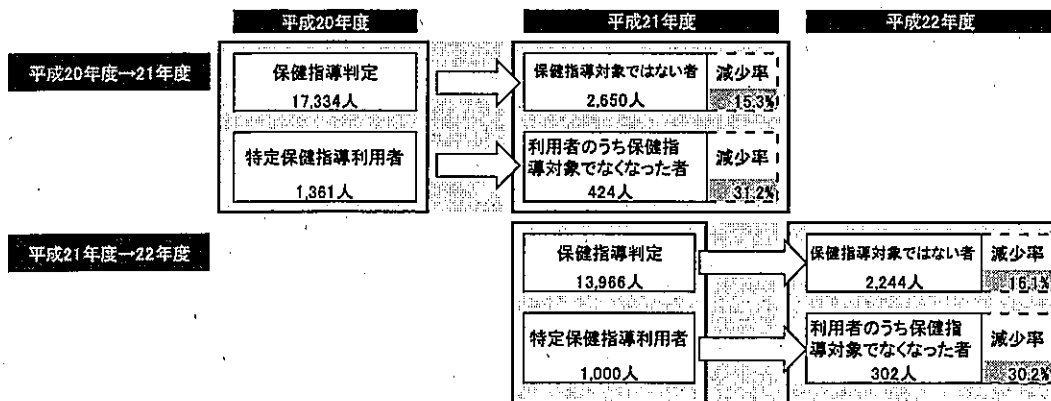 平成20年度
平成21年度
平成22年度
平成20年度→21年度
保健指導判定
17,334人
保健指導対象ではない者
2,650人
減少率
15.3%
特定保健指導利用者
1,361人
利用者のうち保健指
導対象でなくなった者
424人
減少率
31.2%
平成21年度→22年度
保健指導判定
13,966人
保健指導対象ではない者
2,244人
減少率
16.1%
特定保健指導利用者
1,000人
利用者のうち保健指
導対象でなくなった者
302人
減少率
30.2%